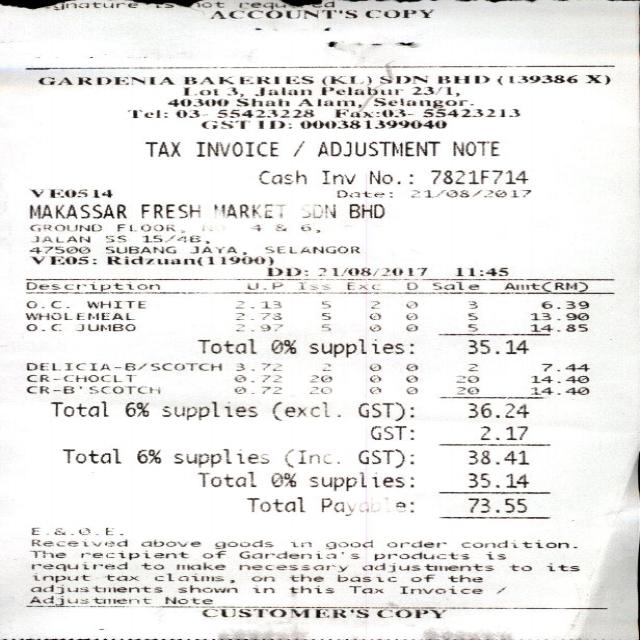 ACCOUNT'S COPY
GARDENIA BAKERIES (KL) SDN BHD (139386 X)
Lot 3, Jalan Pelabur 23/1,
40300 Shah Alam, Selangor.
Tel: 03- 55423228 Fax:03- 55423213
GST ID: 000381399040
TAX INVOICE / ADJUSTMENT NOTE
Cash Inv No.: 7821F714
VE0514 Date: 21/08/2017
MAKASSAR FRESH MARKET SDN BHD
GROUND FLOOR, 4 & 6,
JALAN SS 15/4B,
47500 SUBANG JAYA, SELANGOR
VE05: Ridzuan(11900)
DD: 21/08/2017 11:45
Description U.P Iss Exc D Sale Amt(RM)
O.C. WHITE 2.13 5 2 0 3 6.39
WHOLEMEAL 2.78 5 0 0 5 13.90
O.C JUMBO 2.97 5 0 0 5 14.85
Total 0% supplies: 35.14
DELICIA-B/SCOTCH 3.72 2 0 0 2 7.44
CR-CHOCLT 0.72 20 0 0 20 14.40
CR-B'SCOTCH 0.72 20 0 0 20 14.40
Total 6% supplies (excl. GST): 36.24
GST: 2.17
Total 6% supplies (Inc. GST): 38.41
Total 0% supplies: 35.14
Total Payable: 73.55
E.&.O.E.
Received above goods in good order condition.
The recipient of Gardenia's products is
required to make necessary adjustments to its
input tax claims, on the basis of the
adjustments shown in this Tax Invoice /
Adjustment Note
CUSTOMER'S COPY